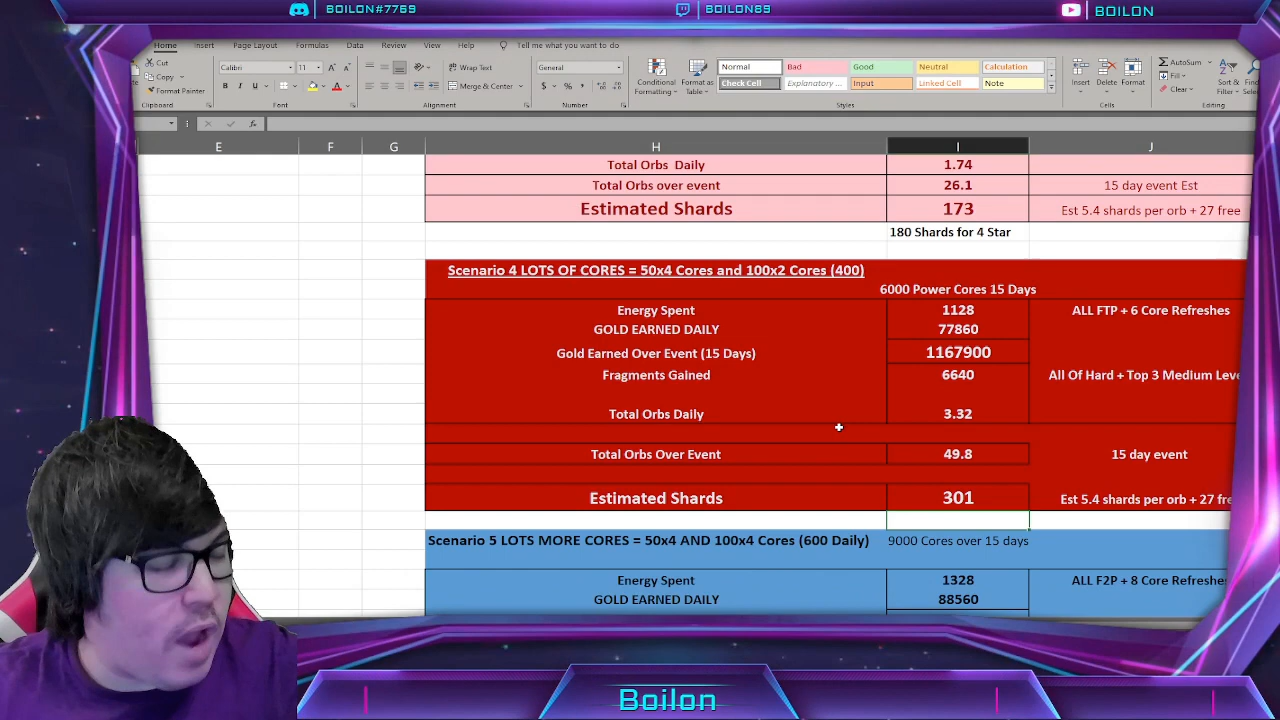 BOILON#7769 BOILON89 BOILON
Home Insert Page Layout Formulas Data Review View Help Tell me what you want to do
Cut Calibri 11 Wrap Text General Normal Bad Good Neutral Calculation AutoSum
Copy Conditional Formatting Format as Table Check Cell Explanatory ... Input Linked Cell Note Insert Delete Format Fill Sort & Filter
Format Painter B I U Merge & Center $ % Clear
Clipboard Font Alignment Number Styles Cells Editing
E F G H I J
Total Orbs Daily 1.74
Total Orbs over event 26.1 15 day event Est
Estimated Shards 173 Est 5.4 shards per orb + 27 free
180 Shards for 4 Star
Scenario 4 LOTS OF CORES = 50x4 Cores and 100x2 Cores (400)
6000 Power Cores 15 Days
Energy Spent 1128 ALL FTP + 6 Core Refreshes
GOLD EARNED DAILY 77860
Gold Earned Over Event (15 Days) 1167900
Fragments Gained 6640 All Of Hard + Top 3 Medium Leve
Total Orbs Daily 3.32
Total Orbs Over Event 49.8 15 day event
Estimated Shards 301 Est 5.4 shards per orb + 27 fre
Scenario 5 LOTS MORE CORES = 50x4 AND 100x4 Cores (600 Daily) 9000 Cores over 15 days
Energy Spent 1328 ALL F2P + 8 Core Refreshe
GOLD EARNED DAILY 88560
Boilon